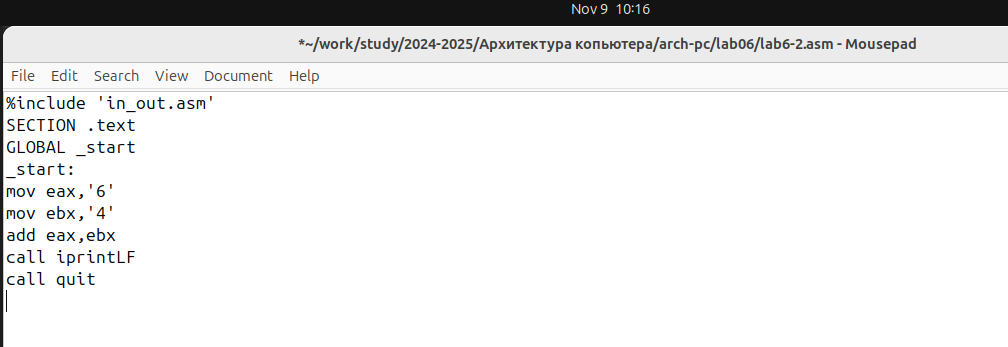 Nov 9 10:16
*~/work/study/2024-2025/Архитектура копьютера/arch-pc/lab06/lab6-2.asm - Mousepad
File Edit Search View Document Help
%include 'in_out.asm'
SECTION .text
GLOBAL _start
_start:
mov eax,'6'
mov ebx,'4'
add eax,ebx
call iprintLF
call quit